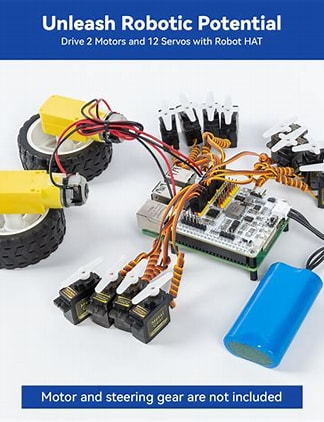 Unleash Robotic Potential
Drive 2 Motors and 12 Servos with Robot HAT
Motor and steering gear are not included